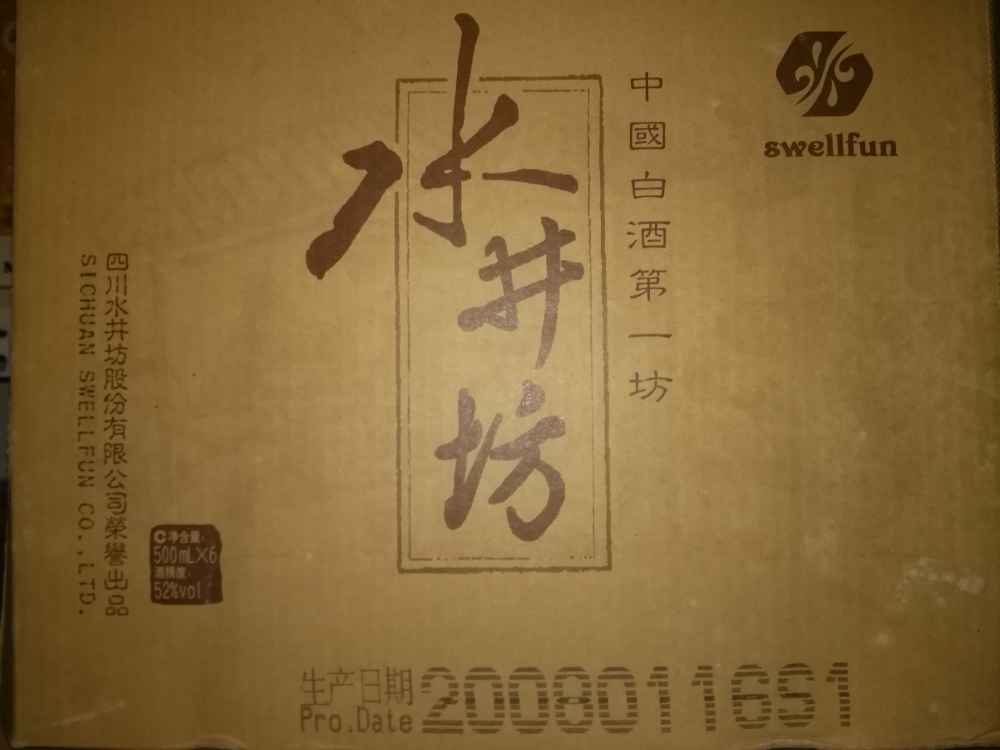 水井坊
中國白酒第一坊
swellfun
四川水井坊股份有限公司榮譽出品
SICHUAN SWELLFUN CO.,LTD.
C 净含量:
500mL×6
酒精度:
52%vol
生产日期
Pro.Date
20080116S1